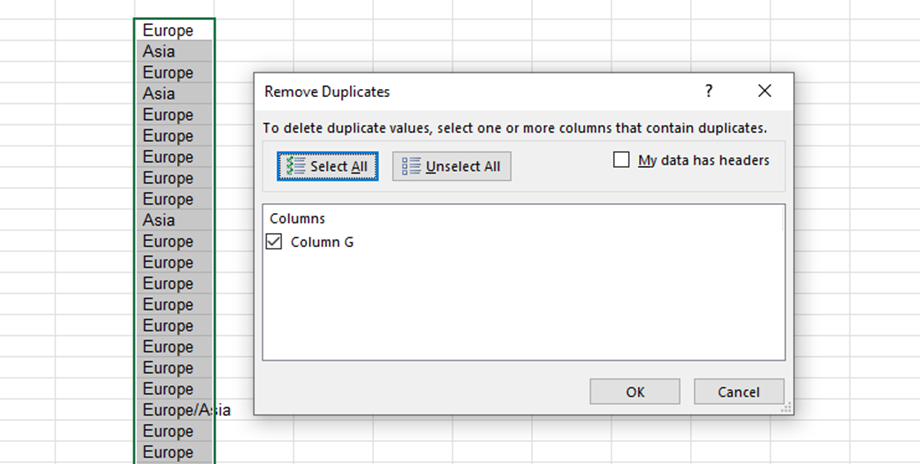 Europe
Asia
Europe
Asia
Europe
Europe
Europe
Europe
Europe
Asia
Europe
Europe
Europe
Europe
Europe
Europe
Europe
Europe/Asia
Europe
Europe
Remove Duplicates
? X
To delete duplicate values, select one or more columns that contain duplicates.
Select All Unselect All My data has headers
Columns
Column G
OK Cancel